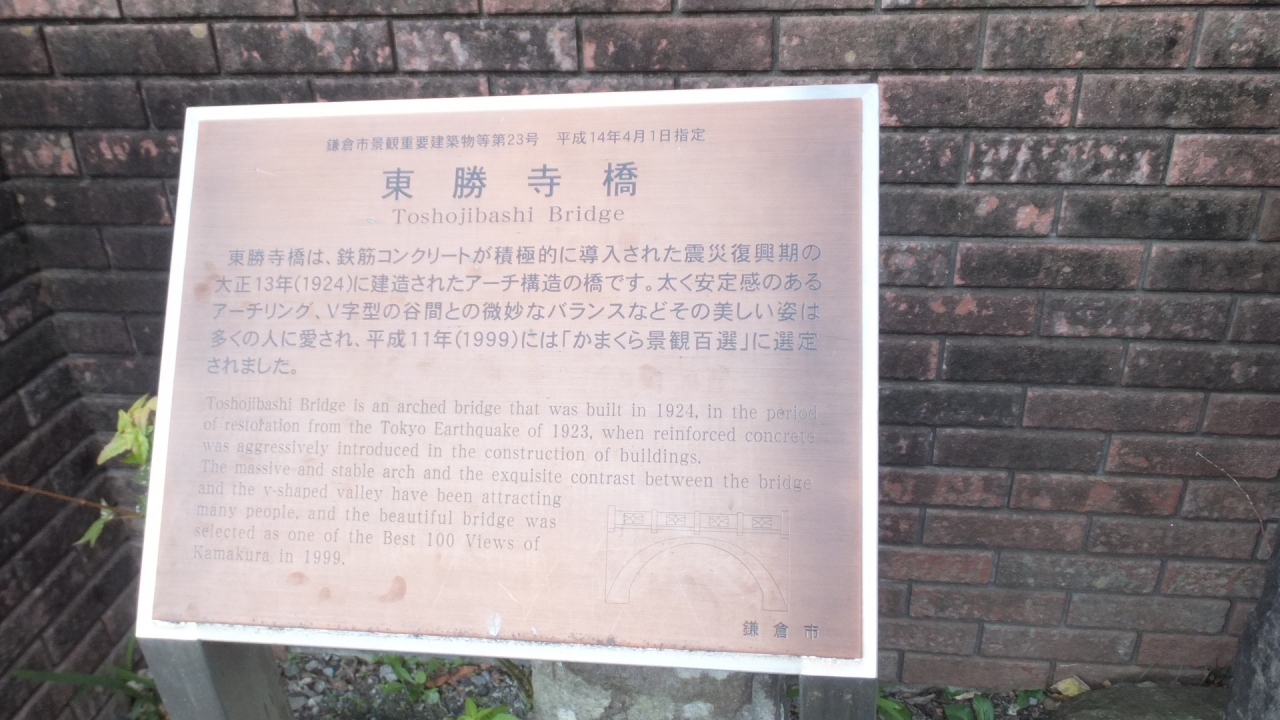 鎌倉市景観重要建築物等第23号　平成14年4月1日指定
東勝寺橋
Toshojibashi Bridge
東勝寺橋は、鉄筋コンクリートが積極的に導入された震災復興期の
大正13年(1924)に建造されたアーチ構造の橋です。太く安定感のある
アーチリング、V字型の谷間との微妙なバランスなどその美しい姿は
多くの人に愛され、平成11年(1999)には「かまくら景観百選」に選定
されました。
Toshojibashi Bridge is an arched bridge that was built in 1924, in the period
of restoration from the Tokyo Earthquake of 1923, when reinforced concrete
was aggressively introduced in the construction of buildings.
The massive and stable arch and the exquisite contrast between the bridge
and the v-shaped valley have been attracting
many people, and the beautiful bridge was
selected as one of the Best 100 Views of
Kamakura in 1999.
鎌倉市